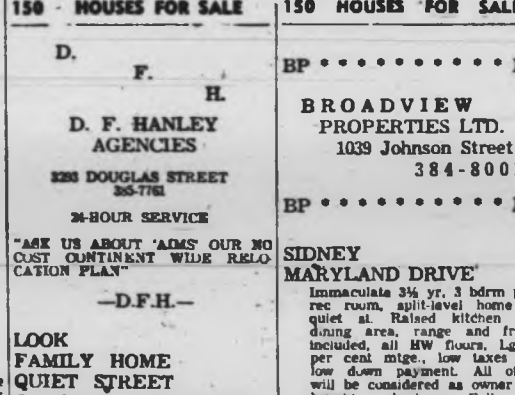 150 HOUSES FOR SALE
D.
F.
H.
D. F. HANLEY
AGENCIES
3293 DOUGLAS STREET
385-7761
24-HOUR SERVICE
"ASK US ABOUT 'AIMS' OUR NO
COST CONTINENT WIDE RELO-
CATION PLAN"
—D.F.H.—
LOOK
FAMILY HOME
QUIET STREET
150 HOUSES FOR SAL
BP * * * * * * * * * *
BROADVIEW
PROPERTIES LTD.
1039 Johnson Street
384-800
BP * * * * * * * * * *
SIDNEY
MARYLAND DRIVE
Immaculate 3½ yr, 3 bdrm
rec room, split-level home
quiet st. Raised kitchen
dining area, range and fr
included, all HW floors, Lg
per cent mtge., low taxes
low down payment. All of
will be considered as owner